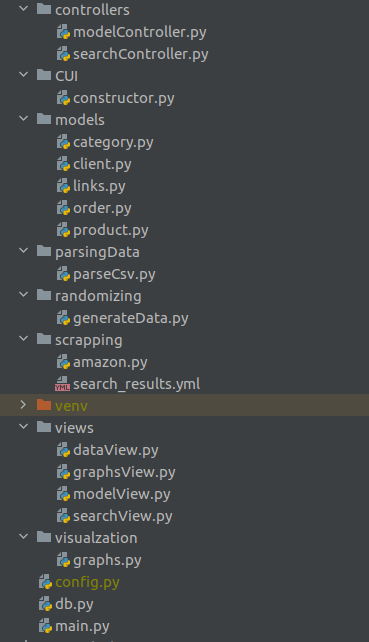 controllers
modelController.py
searchController.py
CUI
constructor.py
models
category.py
client.py
links.py
order.py
product.py
parsingData
parseCsv.py
randomizing
generateData.py
scrapping
amazon.py
YML search_results.yml
venv
views
dataView.py
graphsView.py
modelView.py
searchView.py
visualzation
graphs.py
config.py
db.py
main.py